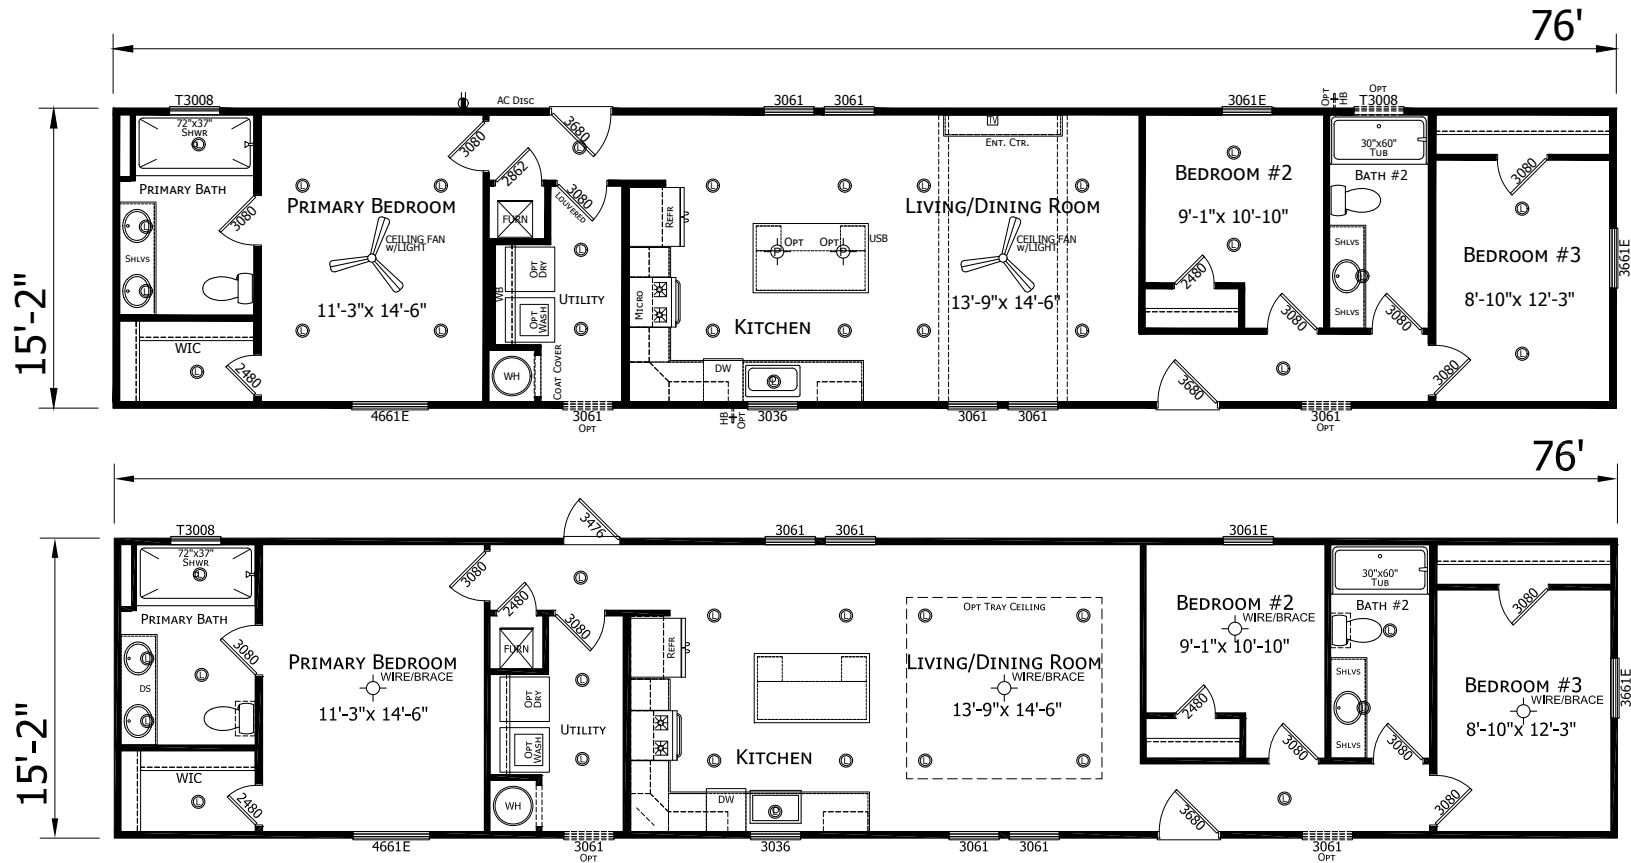 76'
15'-2"
T3008
AC Disc
3061
3061
3061E
Opt
HB
Opt
T3008
72"x37"
Shwr
Primary Bath
3080
Shlvs
WIC
2480
Primary Bedroom
Ceiling Fan
w/Light
11'-3"x 14'-6"
4661E
3080
3680
2862
3080
Louvered
Furn
WB
Opt
Dry
Opt
Wash
Utility
WH
Coat Cover
3061
Opt
Refr
Micro
DW
Kitchen
Opt
Opt
USB
HB
Opt
3036
TV
Ent. Ctr.
Living/Dining Room
Ceiling Fan
w/Light
13'-9"x 14'-6"
3061
3061
Bedroom #2
9'-1"x 10'-10"
2480
3080
30"x60"
Tub
Bath #2
Shlvs
Shlvs
3080
3680
3061
Opt
3080
3080
Bedroom #3
8'-10"x 12'-3"
3661E
76'
15'-2"
T3008
3476
3061
3061
3061E
72"x37"
Shwr
Primary Bath
3080
DS
WIC
2480
Primary Bedroom
WIRE/BRACE
11'-3"x 14'-6"
4661E
3080
2480
3080
Furn
Opt
Dry
Opt
Wash
Utility
WH
3061
Opt
Refr
DW
Kitchen
3036
Opt Tray Ceiling
Living/Dining Room
WIRE/BRACE
13'-9"x 14'-6"
3061
3061
Bedroom #2
WIRE/BRACE
9'-1"x 10'-10"
2480
3080
30"x60"
Tub
Bath #2
Shlvs
Shlvs
3080
3680
3061
Opt
3080
3080
Bedroom #3
WIRE/BRACE
8'-10"x 12'-3"
3661E